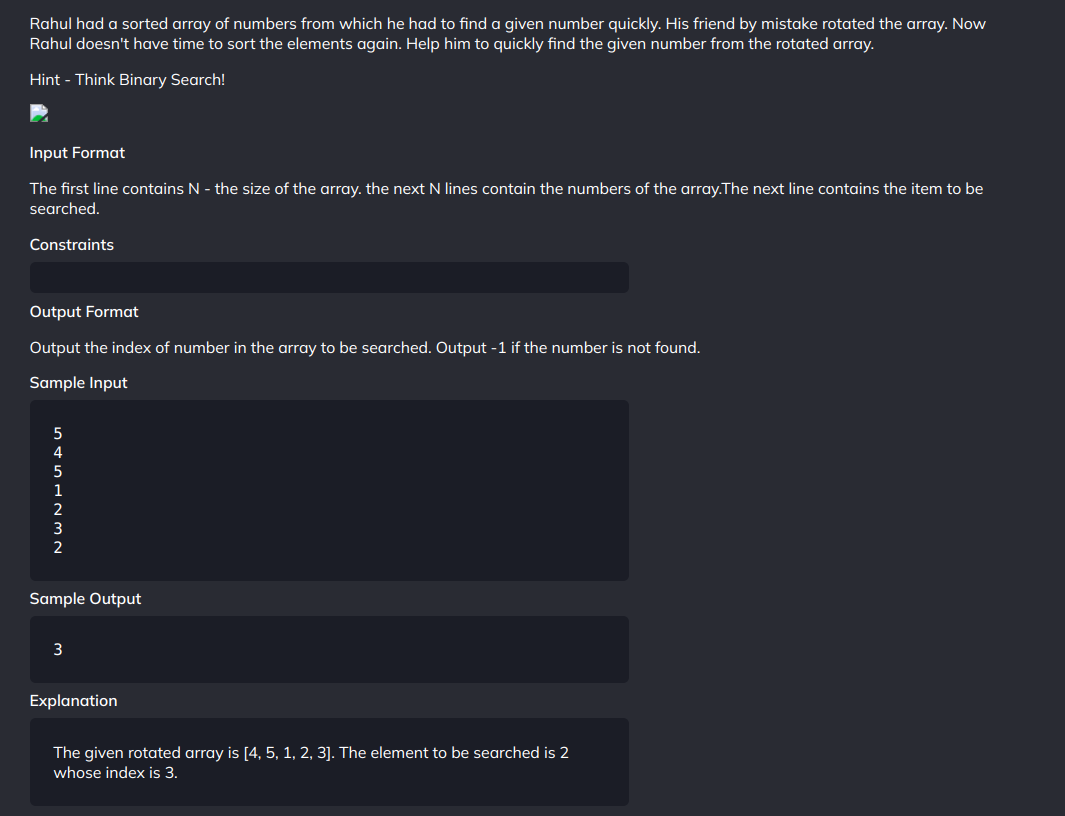 Rahul had a sorted array of numbers from which he had to find a given number quickly. His friend by mistake rotated the array. Now
Rahul doesn't have time to sort the elements again. Help him to quickly find the given number from the rotated array.
Hint - Think Binary Search!
Input Format
The first line contains N - the size of the array. the next N lines contain the numbers of the array.The next line contains the item to be
searched.
Constraints
Output Format
Output the index of number in the array to be searched. Output -1 if the number is not found.
Sample Input
5
4
5
1
2
3
2
Sample Output
3
Explanation
The given rotated array is [4, 5, 1, 2, 3]. The element to be searched is 2
whose index is 3.